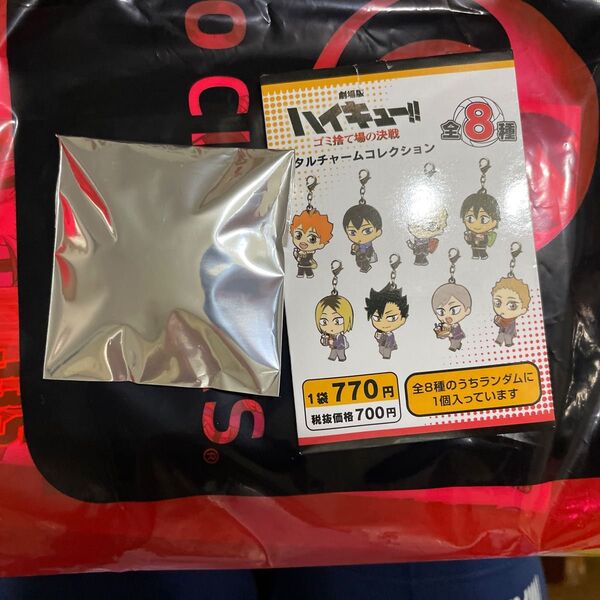 劇場版
ハイキュー!!
ゴミ捨て場の決戦
全8種
タルチャームコレクション
1袋 770円
税抜価格 700円
全8種のうちランダムに
1個入っています
S®